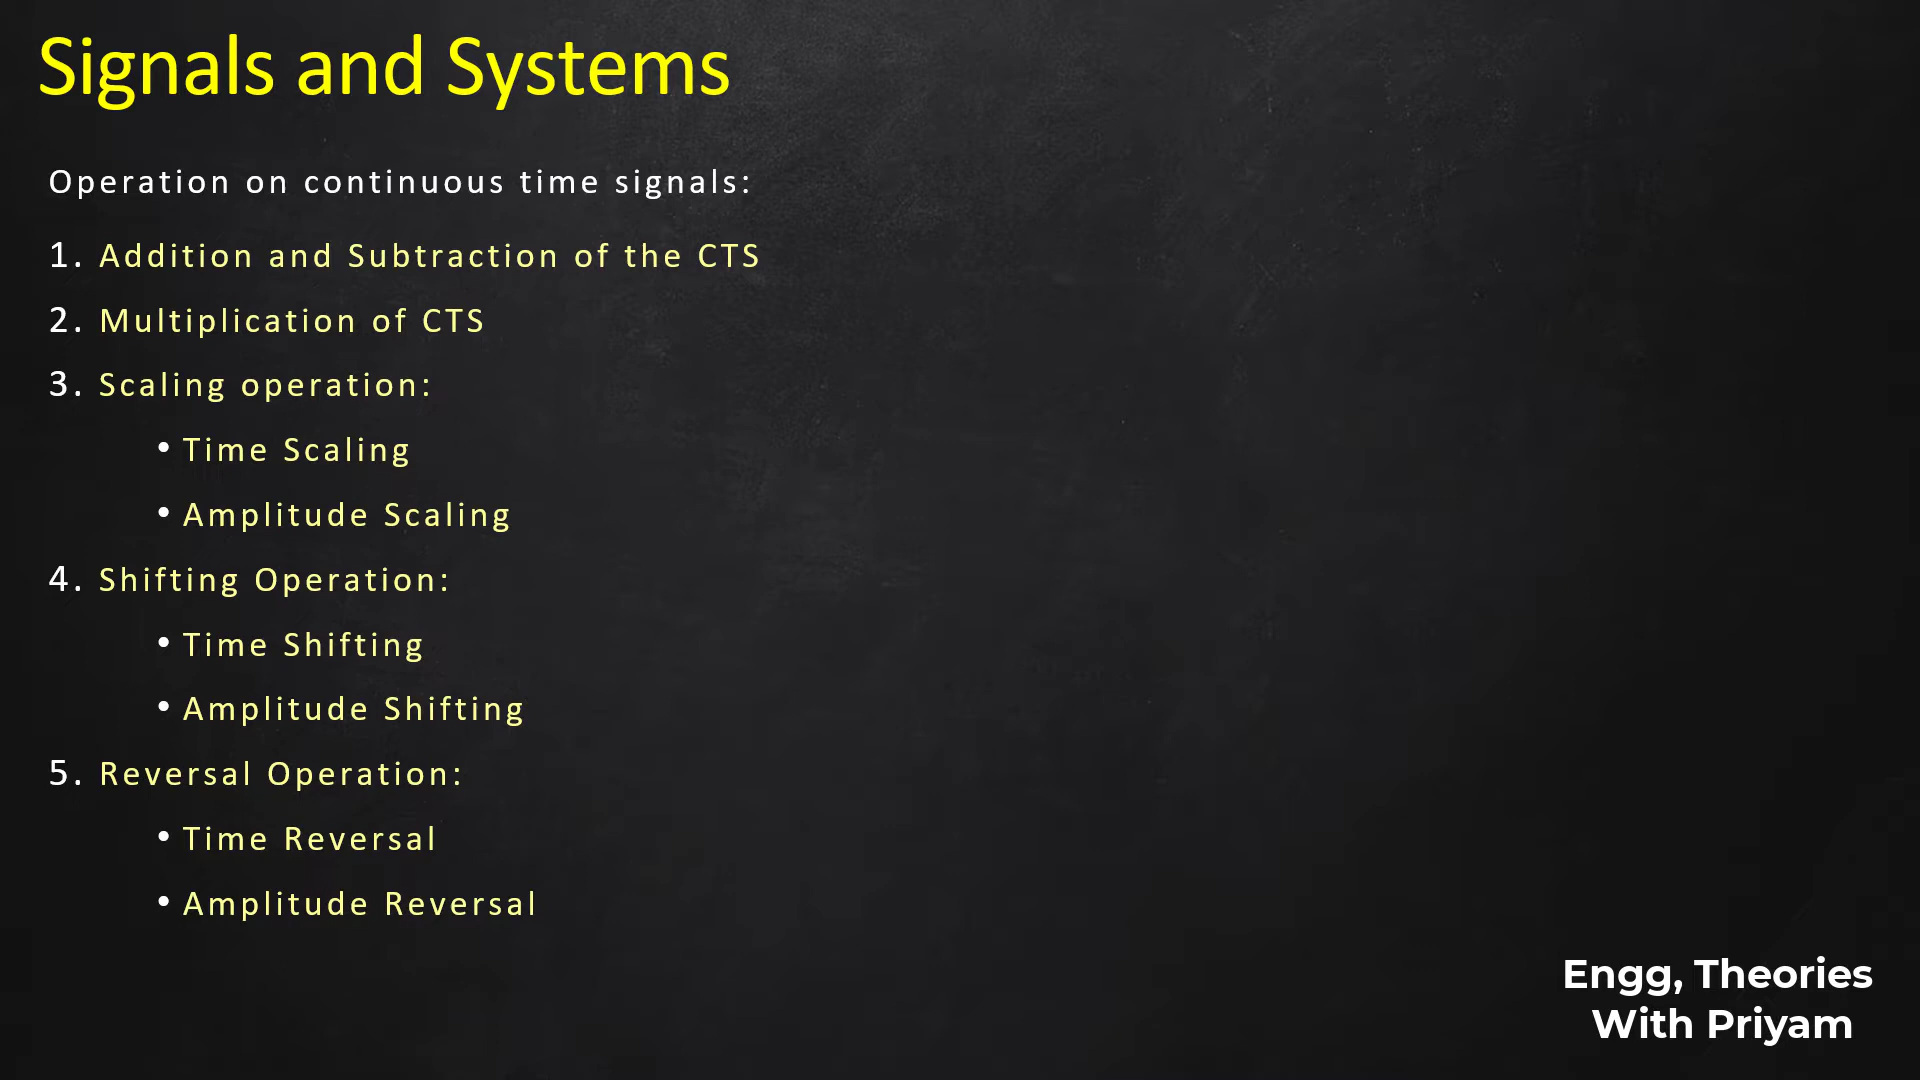 Signals and Systems
Operation on continuous time signals:
1. Addition and Subtraction of the CTS
2. Multiplication of CTS
3. Scaling operation:
• Time Scaling
• Amplitude Scaling
4. Shifting Operation:
• Time Shifting
• Amplitude Shifting
5. Reversal Operation:
• Time Reversal
• Amplitude Reversal
Engg, Theories
With Priyam